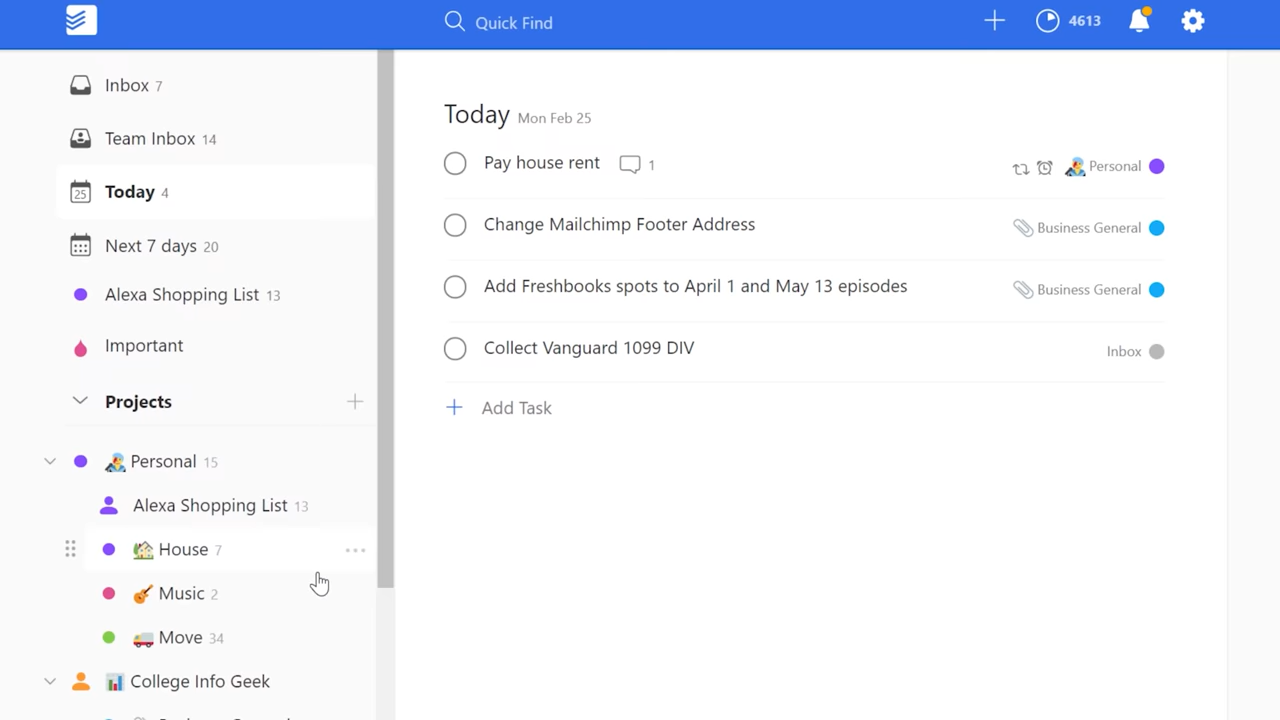 Quick Find
4613
Inbox 7
Team Inbox 14
25 Today 4
Next 7 days 20
Alexa Shopping List 13
Important
Projects
Personal 15
Alexa Shopping List 13
House 7
Music 2
Move 34
College Info Geek
Today Mon Feb 25
Pay house rent 1 Personal
Change Mailchimp Footer Address Business General
Add Freshbooks spots to April 1 and May 13 episodes Business General
Collect Vanguard 1099 DIV Inbox
Add Task